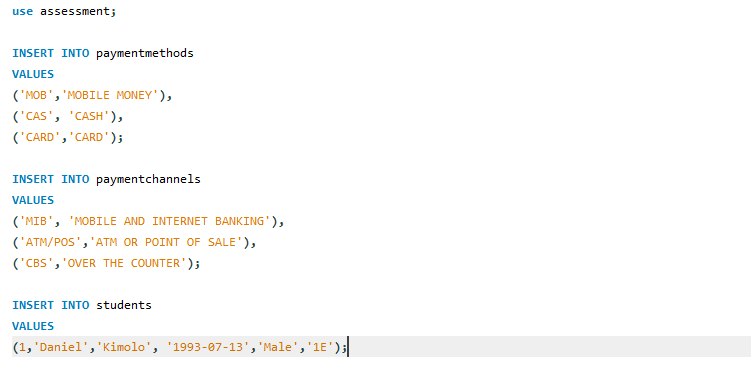 use assessment;
INSERT INTO paymentmethods
VALUES
('MOB','MOBILE MONEY'),
('CAS', 'CASH'),
('CARD','CARD');
INSERT INTO paymentchannels
VALUES
('MIB', 'MOBILE AND INTERNET BANKING'),
('ATM/POS','ATM OR POINT OF SALE'),
('CBS','OVER THE COUNTER');
INSERT INTO students
VALUES
(1,'Daniel','Kimolo', '1993-07-13','Male','1E');